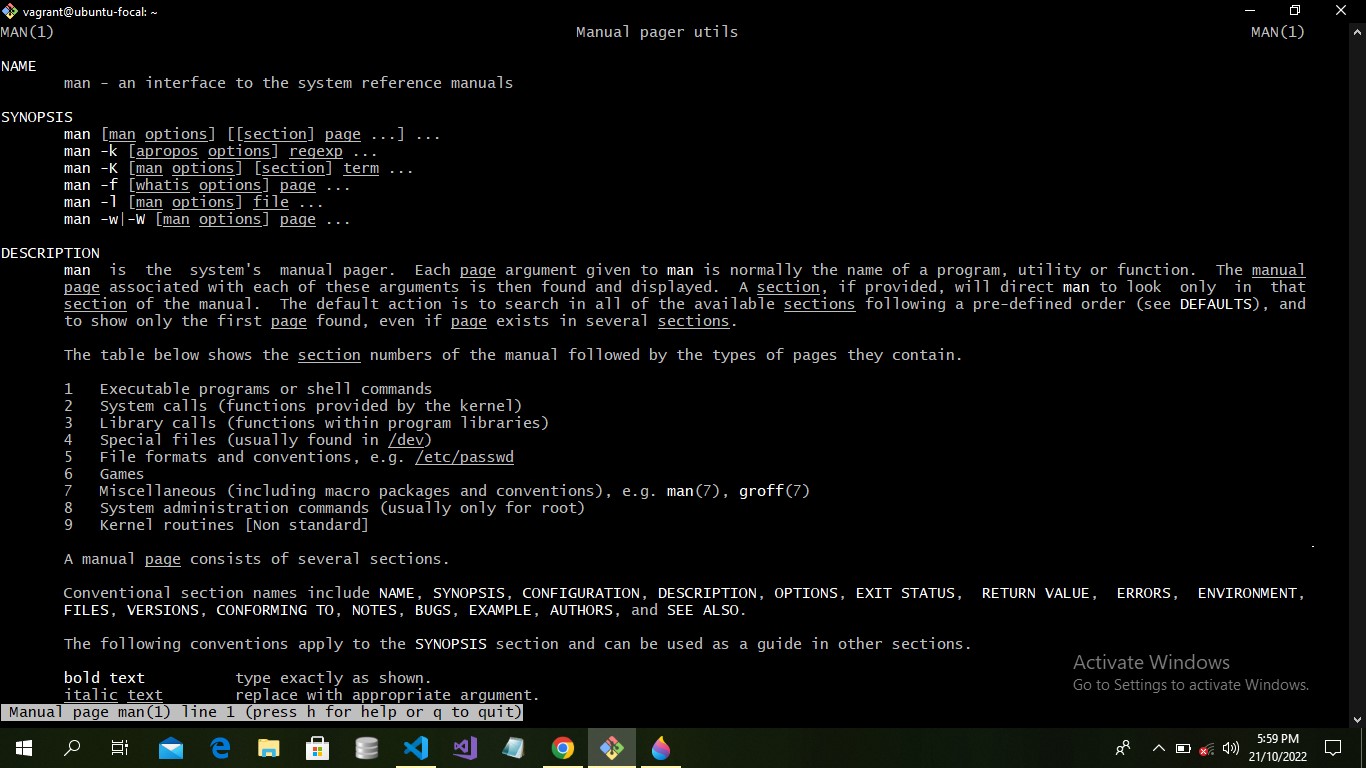 vagrant@ubuntu-focal: ~
MAN(1) Manual pager utils MAN(1)
NAME
man - an interface to the system reference manuals
SYNOPSIS
man [man options] [[section] page ...] ...
man -k [apropos options] regexp ...
man -K [man options] [section] term ...
man -f [whatis options] page ...
man -l [man options] file ...
man -w|-W [man options] page ...
DESCRIPTION
man is the system's manual pager. Each page argument given to man is normally the name of a program, utility or function. The manual
page associated with each of these arguments is then found and displayed. A section, if provided, will direct man to look only in that
section of the manual. The default action is to search in all of the available sections following a pre-defined order (see DEFAULTS), and
to show only the first page found, even if page exists in several sections.
The table below shows the section numbers of the manual followed by the types of pages they contain.
1 Executable programs or shell commands
2 System calls (functions provided by the kernel)
3 Library calls (functions within program libraries)
4 Special files (usually found in /dev)
5 File formats and conventions, e.g. /etc/passwd
6 Games
7 Miscellaneous (including macro packages and conventions), e.g. man(7), groff(7)
8 System administration commands (usually only for root)
9 Kernel routines [Non standard]
A manual page consists of several sections.
Conventional section names include NAME, SYNOPSIS, CONFIGURATION, DESCRIPTION, OPTIONS, EXIT STATUS, RETURN VALUE, ERRORS, ENVIRONMENT,
FILES, VERSIONS, CONFORMING TO, NOTES, BUGS, EXAMPLE, AUTHORS, and SEE ALSO.
The following conventions apply to the SYNOPSIS section and can be used as a guide in other sections.
bold text type exactly as shown.
italic text replace with appropriate argument.
Manual page man(1) line 1 (press h for help or q to quit)
Activate Windows
Go to Settings to activate Windows.
5:59 PM
21/10/2022